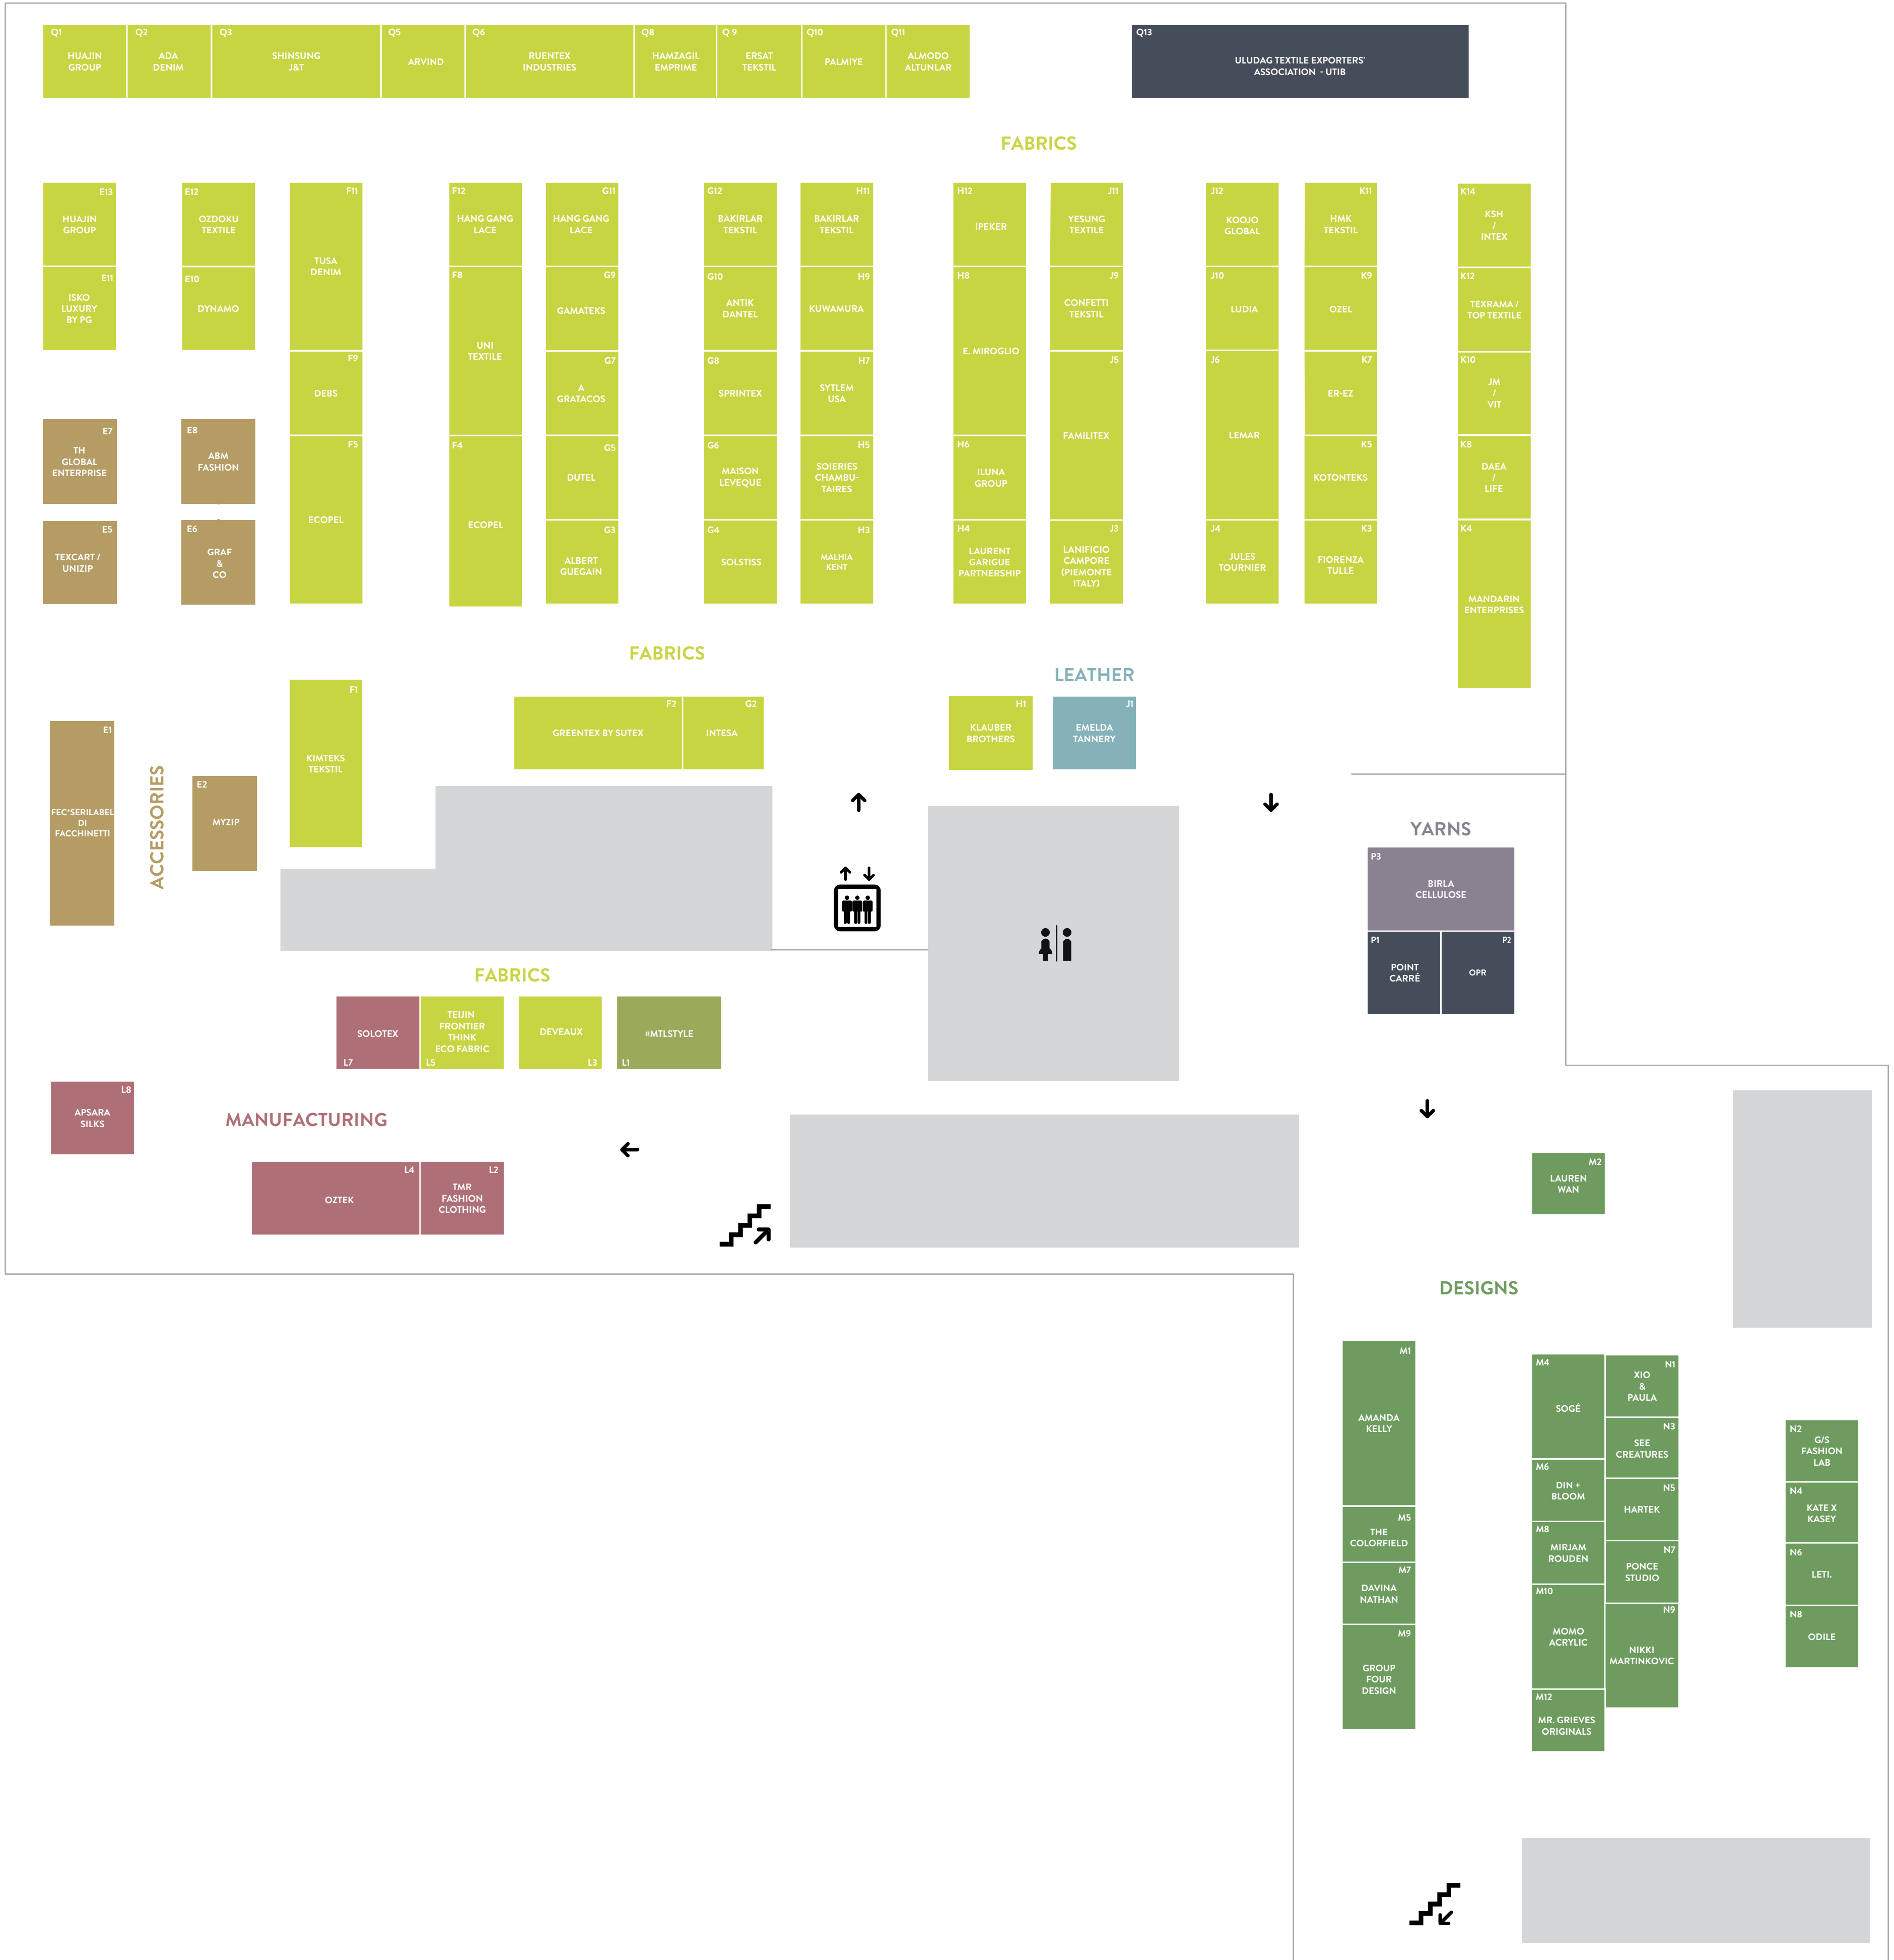 Q1
HUAJIN
GROUP
Q2
ADA
DENIM
Q3
SHINSUNG
J&T
Q5
ARVIND
Q6
RUENTEX
INDUSTRIES
Q8
HAMZAGIL
EMPRIME
Q 9
ERSAT
TEKSTIL
Q10
PALMIYE
Q11
ALMODO
ALTUNLAR
Q13
ULUDAG TEXTILE EXPORTERS'
ASSOCIATION - UTIB
FABRICS
E13
HUAJIN
GROUP
E11
ISKO
LUXURY
BY PG
E12
OZDOKU
TEXTILE
E10
DYNAMO
F11
TUSA
DENIM
F9
DEBS
F5
ECOPEL
E7
TH
GLOBAL
ENTERPRISE
E8
ABM
FASHION
E5
TEXCART /
UNIZIP
E6
GRAF
&
CO
F12
HANG GANG
LACE
F8
UNI
TEXTILE
F4
ECOPEL
G11
HANG GANG
LACE
G9
GAMATEKS
G7
A
GRATACOS
G5
DUTEL
G3
ALBERT
GUEGAIN
G12
BAKIRLAR
TEKSTIL
G10
ANTIK
DANTEL
G8
SPRINTEX
G6
MAISON
LEVEQUE
G4
SOLSTISS
H11
BAKIRLAR
TEKSTIL
H9
KUWAMURA
H7
SYTLEM
USA
H5
SOIERIES
CHAMBU-
TAIRES
H3
MALHIA
KENT
H12
IPEKER
H8
E. MIROGLIO
H6
ILUNA
GROUP
H4
LAURENT
GARIGUE
PARTNERSHIP
J11
YESUNG
TEXTILE
J9
CONFETTI
TEKSTIL
J5
FAMILITEX
J3
LANIFICIO
CAMPORE
(PIEMONTE
ITALY)
J12
KOOJO
GLOBAL
J10
LUDIA
J6
LEMAR
J4
JULES
TOURNIER
K11
HMK
TEKSTIL
K9
OZEL
K7
ER-EZ
K5
KOTONTEKS
K3
FIORENZA
TULLE
K14
KSH
/
INTEX
K12
TEXRAMA /
TOP TEXTILE
K10
JM
/
VIT
K8
DAEA
/
LIFE
K4
MANDARIN
ENTERPRISES
FABRICS
LEATHER
E1
FEC*SERILABEL
DI
FACCHINETTI
ACCESSORIES
E2
MYZIP
F1
KIMTEKS
TEKSTIL
F2
GREENTEX BY SUTEX
G2
INTESA
H1
KLAUBER
BROTHERS
J1
EMELDA
TANNERY
YARNS
P3
BIRLA
CELLULOSE
P1
POINT
CARRÉ
P2
OPR
FABRICS
SOLOTEX
L7
TEIJIN
FRONTIER
THINK
ECO FABRIC
L5
DEVEAUX
L3
#MTLSTYLE
L1
L8
APSARA
SILKS
MANUFACTURING
L4
OZTEK
L2
TMR
FASHION
CLOTHING
M2
LAUREN
WAN
DESIGNS
M1
AMANDA
KELLY
M5
THE
COLORFIELD
M7
DAVINA
NATHAN
M9
GROUP
FOUR
DESIGN
M4
SOGÉ
M6
DIN +
BLOOM
M8
MIRJAM
ROUDEN
M10
MOMO
ACRYLIC
M12
MR. GRIEVES
ORIGINALS
N1
XIO
&
PAULA
N3
SEE
CREATURES
N5
HARTEK
N7
PONCE
STUDIO
N9
NIKKI
MARTINKOVIC
N2
G/S
FASHION
LAB
N4
KATE X
KASEY
N6
LETI.
N8
ODILE